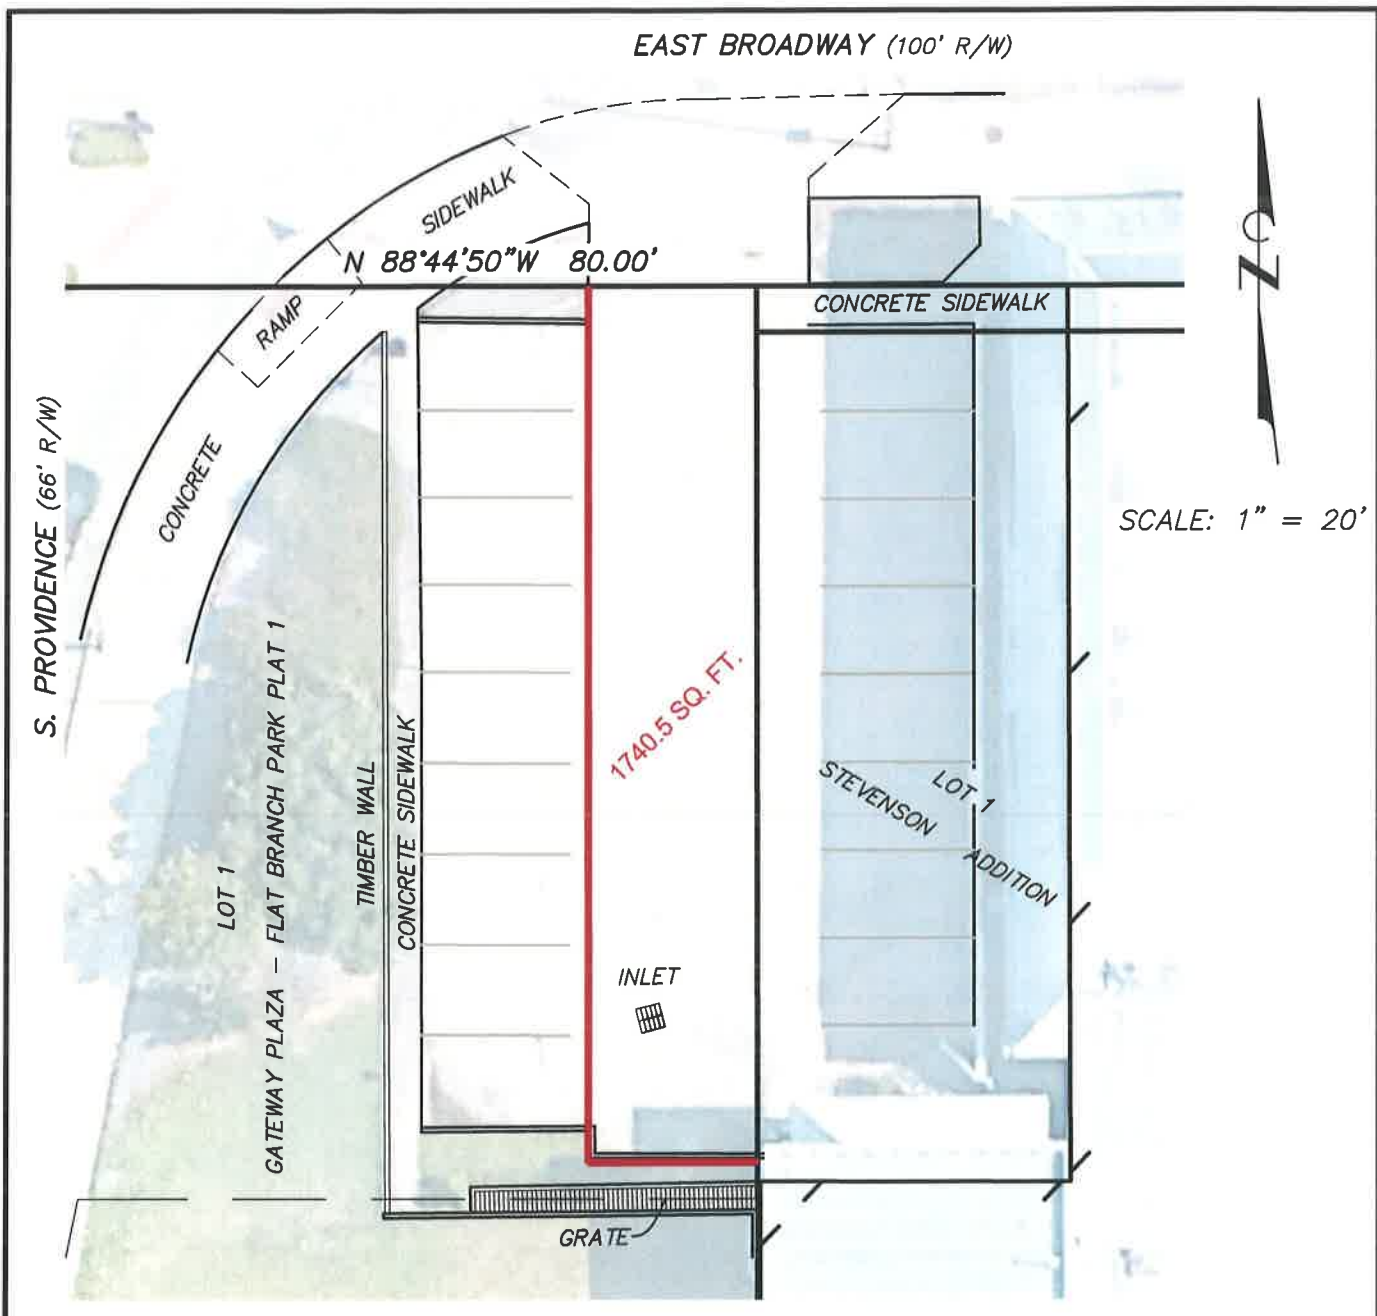 EAST BROADWAY (100' R/W)
SIDEWALK
N 88°44'50"W 80.00'
RAMP
CONCRETE SIDEWALK
N
CONCRETE
S. PROVIDENCE (66' R/W)
SCALE: 1" = 20'
LOT 1
GATEWAY PLAZA - FLAT BRANCH PARK PLAT 1
TIMBER WALL
CONCRETE SIDEWALK
1740.5 SQ. FT.
LOT 1
STEVENSON ADDITION
INLET
GRATE